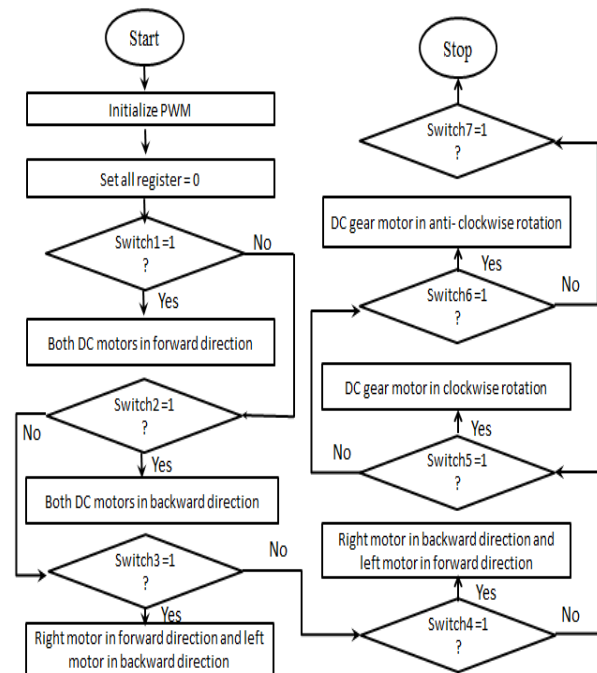 Start
Initialize PWM
Set all register = 0
Switch1 =1
?
No
Yes
Both DC motors in forward direction
Switch2 =1
?
No
Yes
Both DC motors in backward direction
Switch3 =1
?
No
Yes
Right motor in forward direction and left
motor in backward direction
Stop
Switch7 =1
?
DC gear motor in anti- clockwise rotation
Yes
Switch6 =1
?
No
DC gear motor in clockwise rotation
Yes
No
Switch5 =1
?
Right motor in backward direction and
left motor in forward direction
Yes
Switch4 =1
?
No